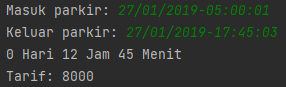 Masuk parkir: 27/01/2019-05:00:01
Keluar parkir: 27/01/2019-17:45:03
0 Hari 12 Jam 45 Menit
Tarif: 8000